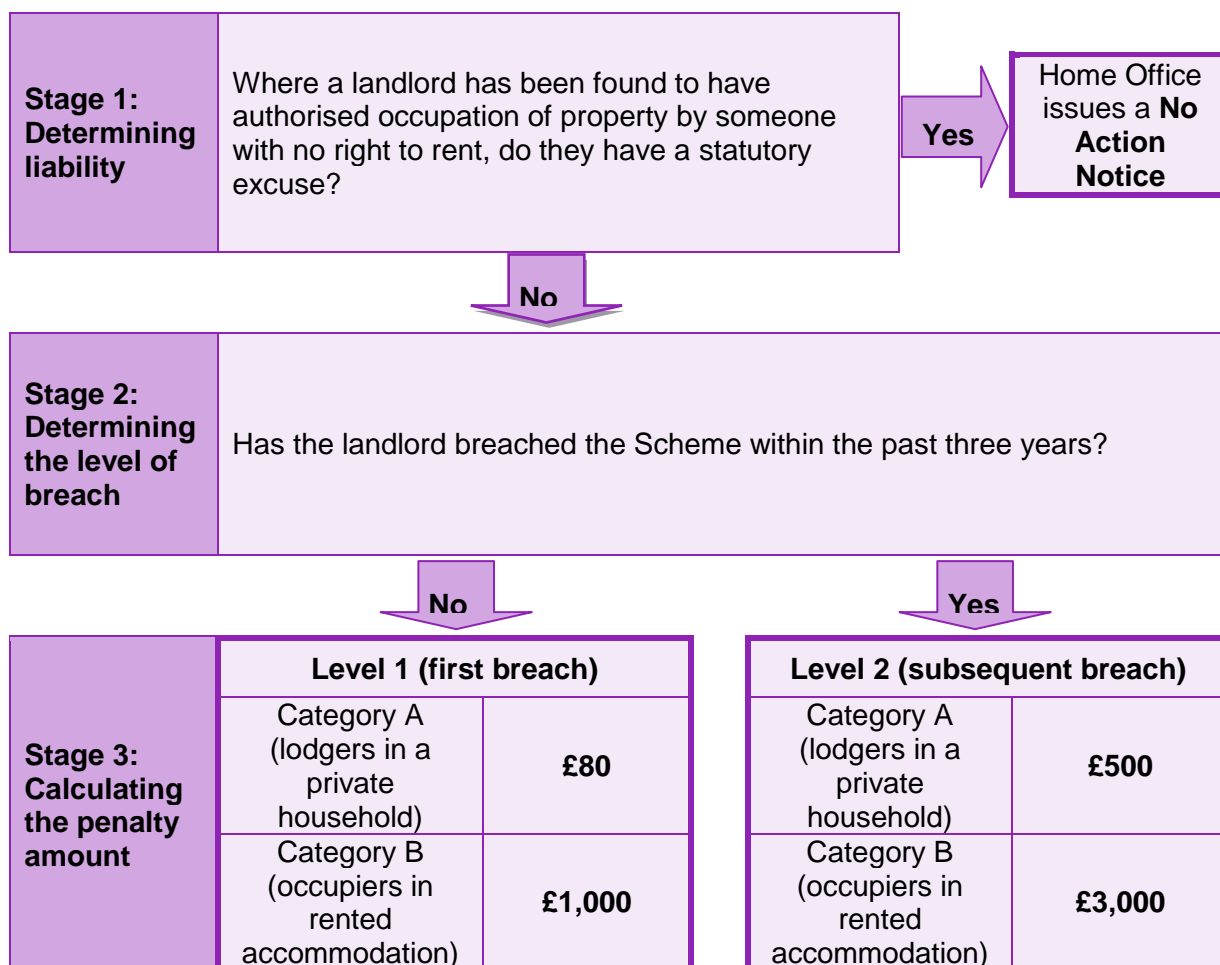 Stage 1:
Determining
liability
Where a landlord has been found to have
authorised occupation of property by someone
with no right to rent, do they have a statutory
excuse?
Yes
Home Office
issues a No
Action
Notice
No
Stage 2:
Determining
the level of
breach
Has the landlord breached the Scheme within the past three years?
No
Yes
Stage 3:
Calculating
the penalty
amount
Level 1 (first breach)
Category A
(lodgers in a
private
household)
£80
Category B
(occupiers in
rented
accommodation)
£1,000
Level 2 (subsequent breach)
Category A
(lodgers in a
private
household)
£500
Category B
(occupiers in
rented
accommodation)
£3,000